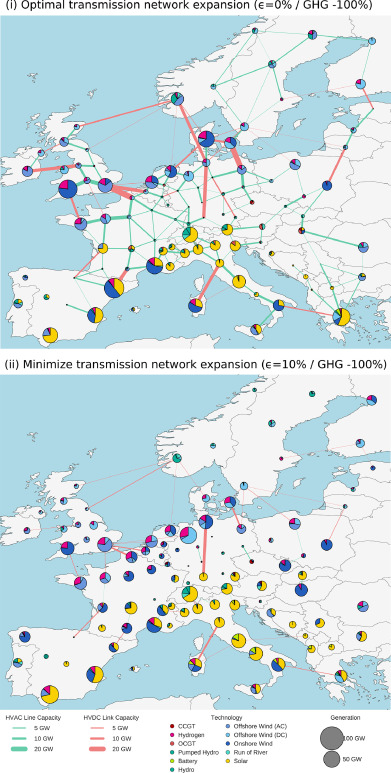 (i) Optimal transmission network expansion (ϵ=0% / GHG -100%)
(ii) Minimize transmission network expansion (ϵ=10% / GHG -100%)
HVAC Line Capacity
5 GW
10 GW
20 GW
HVDC Link Capacity
5 GW
10 GW
20 GW
Technology
CCGT
Hydrogen
OCGT
Pumped Hydro
Battery
Hydro
Offshore Wind (AC)
Offshore Wind (DC)
Onshore Wind
Run of River
Solar
Generation
100 GW
50 GW